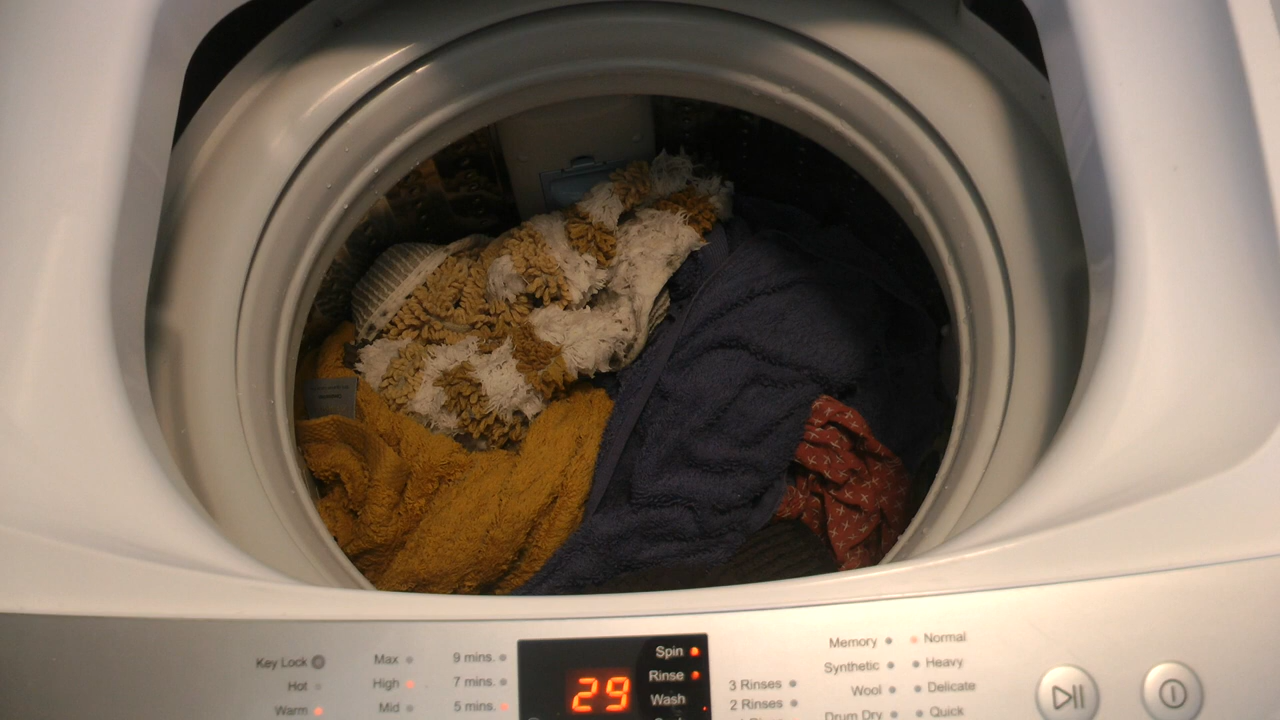 Key Lock
Hot
Warm
Max
High
Mid
9 mins.
7 mins.
5 mins.
29
Spin
Rinse
Wash
3 Rinses
2 Rinses
Memory
Synthetic
Wool
Drum Dry
Normal
Heavy
Delicate
Quick